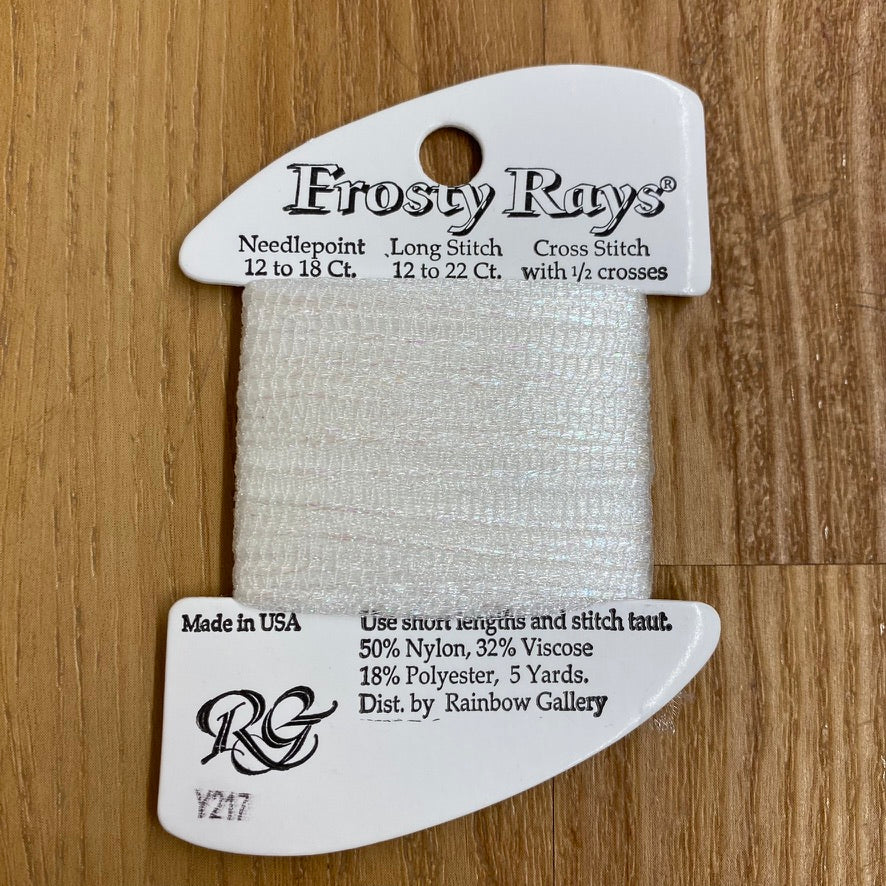 Frosty Rays®
Needlepoint Long Stitch Cross Stitch
12 to 18 Ct. 12 to 22 Ct. with 1/2 crosses
Made in USA
Use short lengths and stitch taut.
50% Nylon, 32% Viscose
18% Polyester, 5 Yards.
Dist. by Rainbow Gallery
RG
Y217